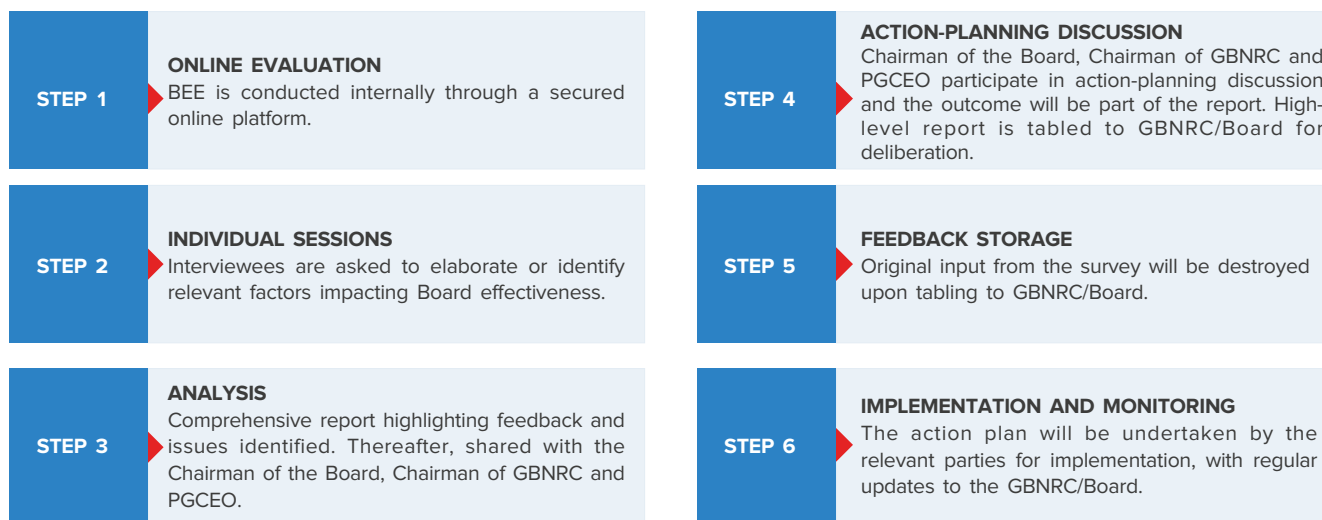 STEP 1
ONLINE EVALUATION
BEE is conducted internally through a secured
online platform.
STEP 2
INDIVIDUAL SESSIONS
Interviewees are asked to elaborate or identify
relevant factors impacting Board effectiveness.
STEP 3
ANALYSIS
Comprehensive report highlighting feedback and
issues identified. Thereafter, shared with the
Chairman of the Board, Chairman of GBNRC and
PGCEO.
STEP 4
ACTION-PLANNING DISCUSSION
Chairman of the Board, Chairman of GBNRC and
PGCEO participate in action-planning discussion
and the outcome will be part of the report. High-
level report is tabled to GBNRC/Board for
deliberation.
STEP 5
FEEDBACK STORAGE
Original input from the survey will be destroyed
upon tabling to GBNRC/Board.
STEP 6
IMPLEMENTATION AND MONITORING
The action plan will be undertaken by the
relevant parties for implementation, with regular
updates to the GBNRC/Board.